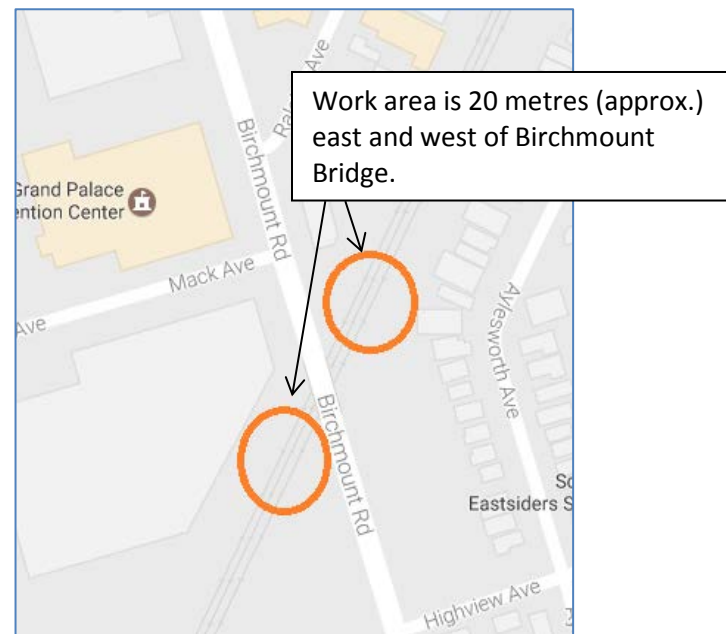 Work area is 20 metres (approx.)
east and west of Birchmount
Bridge.
Ave
Birchmount Rd
Grand Palace
ention Center
Mack Ave
Ave
Aylesworth Ave
Birchmount Rd
Eastsiders S
Highview Ave